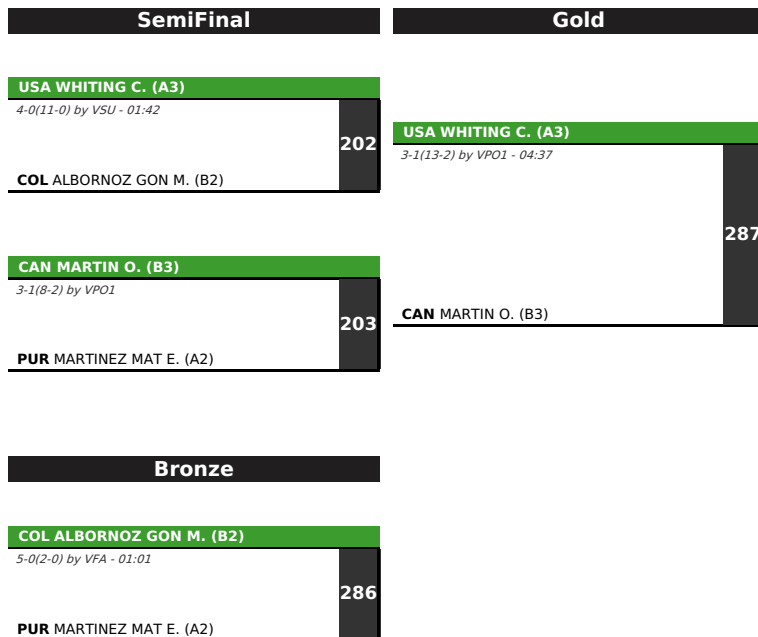 SemiFinal
USA WHITING C. (A3)
4-0(11-0) by VSU - 01:42
202
COL ALBORNOZ GON M. (B2)
CAN MARTIN O. (B3)
3-1(8-2) by VPO1
203
PUR MARTINEZ MAT E. (A2)
Gold
USA WHITING C. (A3)
3-1(13-2) by VPO1 - 04:37
287
CAN MARTIN O. (B3)
Bronze
COL ALBORNOZ GON M. (B2)
5-0(2-0) by VFA - 01:01
286
PUR MARTINEZ MAT E. (A2)